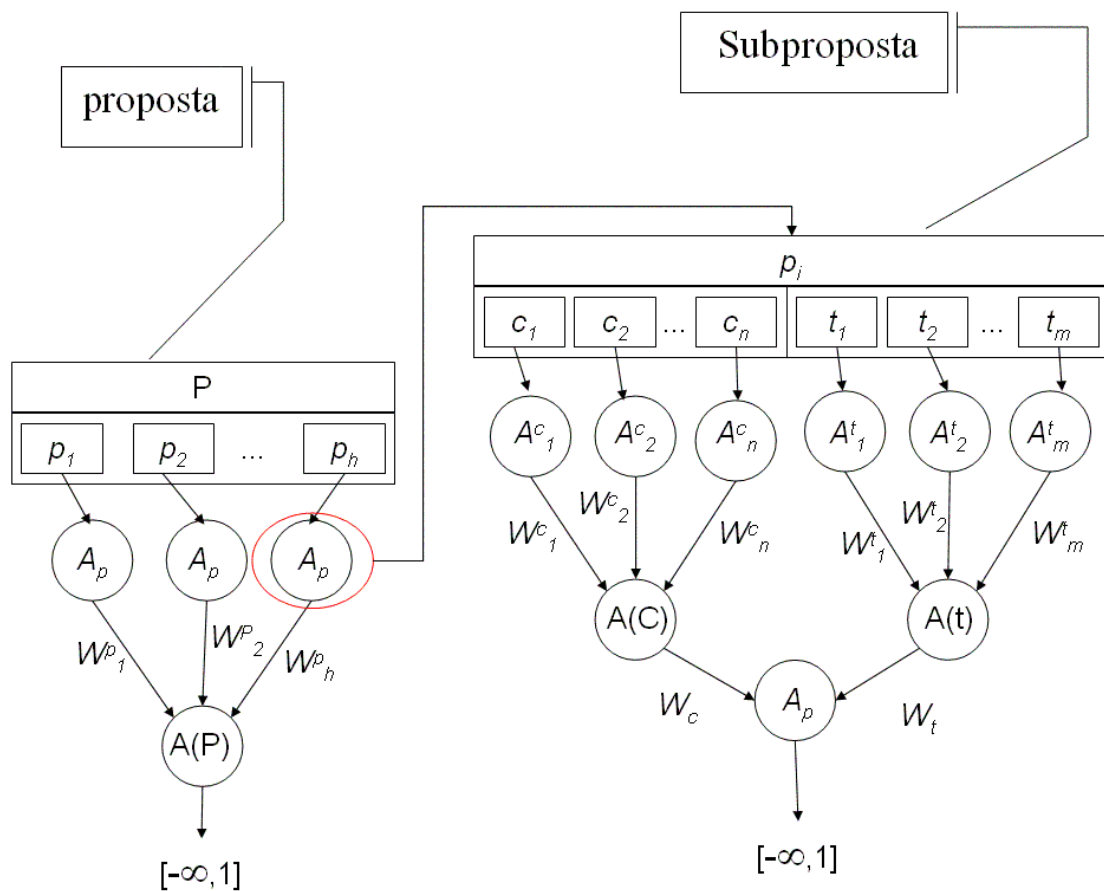 proposta
Subproposta
P
p1 p2 ... ph
Ap Ap Ap
Wp1 WP2 Wph
A(P)
[-∞,1]
pi
c1 c2 ... cn t1 t2 ... tm
Ac1 Ac2 Acn At1 At2 Atm
Wc1 Wc2 Wcn Wt1 Wt2 Wtm
A(C) A(t)
Wc Ap Wt
[-∞,1]